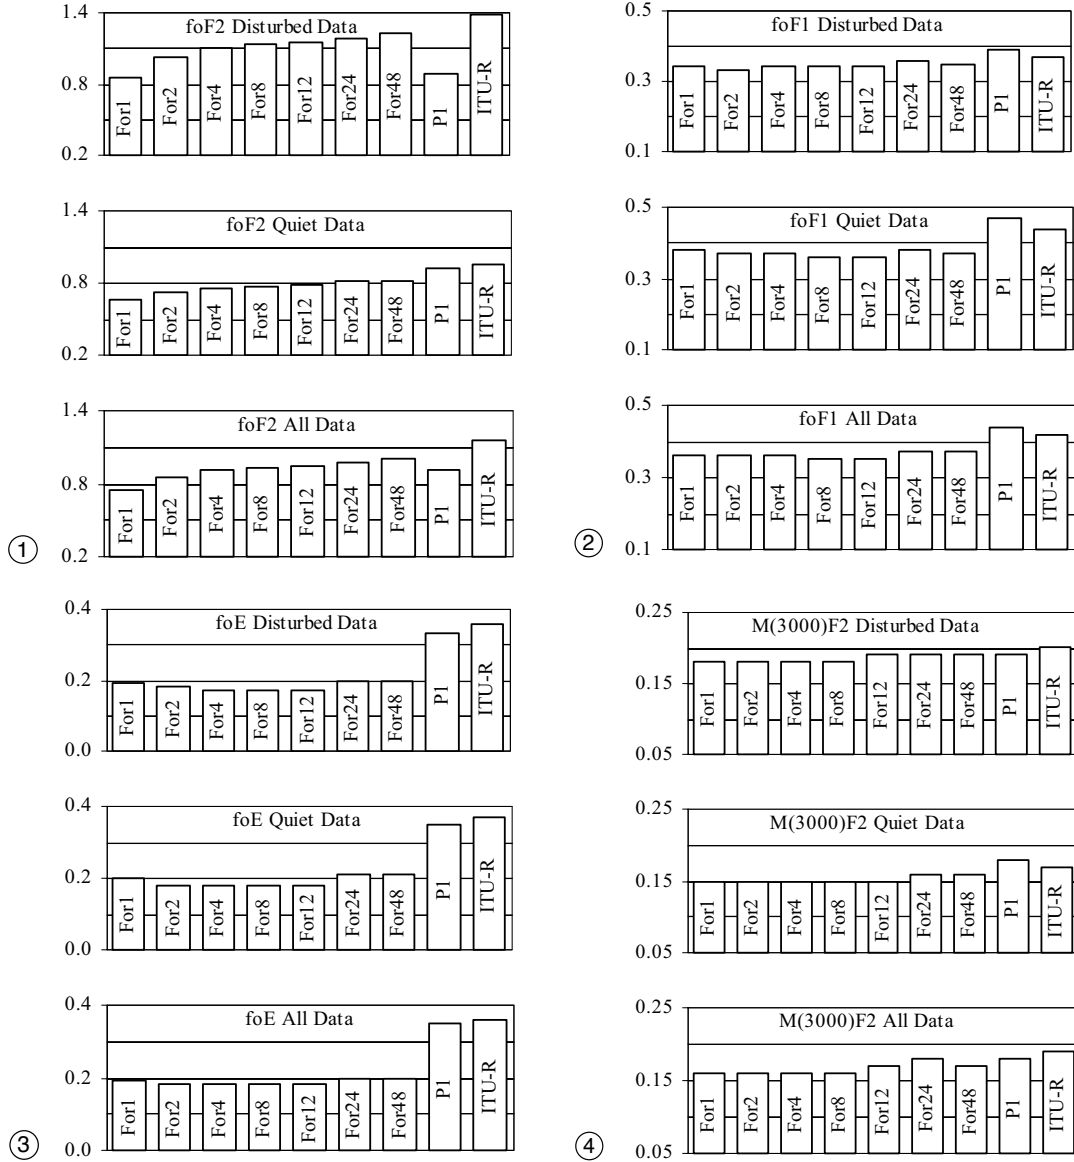 foF2 Disturbed Data
1.4
0.8
0.2
For1
For2
For4
For8
For12
For24
For48
P1
ITU-R
foF2 Quiet Data
1.4
0.8
0.2
For1
For2
For4
For8
For12
For24
For48
P1
ITU-R
foF2 All Data
1.4
0.8
0.2
For1
For2
For4
For8
For12
For24
For48
P1
ITU-R
1
foF1 Disturbed Data
0.5
0.3
0.1
For1
For2
For4
For8
For12
For24
For48
P1
ITU-R
foF1 Quiet Data
0.5
0.3
0.1
For1
For2
For4
For8
For12
For24
For48
P1
ITU-R
foF1 All Data
0.5
0.3
0.1
For1
For2
For4
For8
For12
For24
For48
P1
ITU-R
2
foE Disturbed Data
0.4
0.2
0.0
For1
For2
For4
For8
For12
For24
For48
P1
ITU-R
foE Quiet Data
0.4
0.2
0.0
For1
For2
For4
For8
For12
For24
For48
P1
ITU-R
foE All Data
0.4
0.2
0.0
For1
For2
For4
For8
For12
For24
For48
P1
ITU-R
3
M(3000)F2 Disturbed Data
0.25
0.15
0.05
For1
For2
For4
For8
For12
For24
For48
P1
ITU-R
M(3000)F2 Quiet Data
0.25
0.15
0.05
For1
For2
For4
For8
For12
For24
For48
P1
ITU-R
M(3000)F2 All Data
0.25
0.15
0.05
For1
For2
For4
For8
For12
For24
For48
P1
ITU-R
4